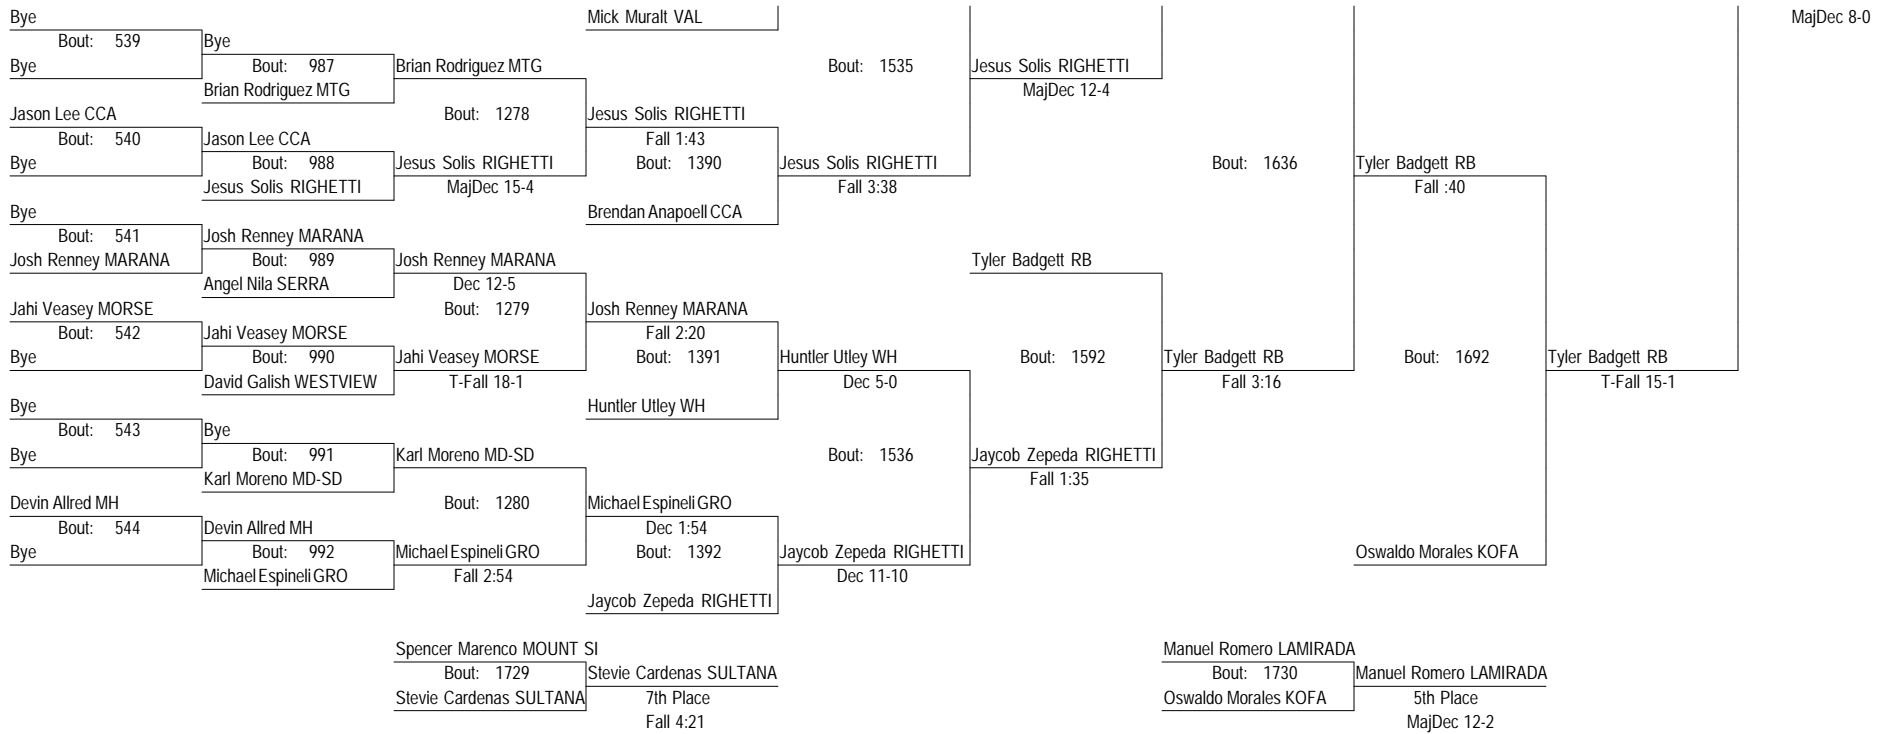 Bye
Mick Muralt VAL
MajDec 8-0
Bout: 539
Bye
Bye
Bout: 987
Brian Rodriguez MTG
Bout: 1535
Jesus Solis RIGHETTI
Brian Rodriguez MTG
MajDec 12-4
Jason Lee CCA
Bout: 1278
Jesus Solis RIGHETTI
Bout: 540
Jason Lee CCA
Fall 1:43
Bye
Bout: 988
Jesus Solis RIGHETTI
Bout: 1390
Jesus Solis RIGHETTI
Bout: 1636
Tyler Badgett RB
Jesus Solis RIGHETTI
MajDec 15-4
Fall 3:38
Fall :40
Bye
Brendan Anapoell CCA
Bout: 541
Josh Renney MARANA
Josh Renney MARANA
Bout: 989
Josh Renney MARANA
Tyler Badgett RB
Angel Nila SERRA
Dec 12-5
Jahi Veasey MORSE
Bout: 1279
Josh Renney MARANA
Bout: 542
Jahi Veasey MORSE
Fall 2:20
Bye
Bout: 990
Jahi Veasey MORSE
Bout: 1391
Huntler Utley WH
Bout: 1592
Tyler Badgett RB
Bout: 1692
Tyler Badgett RB
David Galish WESTVIEW
T-Fall 18-1
Dec 5-0
Fall 3:16
T-Fall 15-1
Bye
Huntler Utley WH
Bout: 543
Bye
Bye
Bout: 991
Karl Moreno MD-SD
Bout: 1536
Jaycob Zepeda RIGHETTI
Karl Moreno MD-SD
Fall 1:35
Devin Allred MH
Bout: 1280
Michael Espineli GRO
Bout: 544
Devin Allred MH
Dec 1:54
Bye
Bout: 992
Michael Espineli GRO
Bout: 1392
Jaycob Zepeda RIGHETTI
Oswaldo Morales KOFA
Michael Espineli GRO
Fall 2:54
Dec 11-10
Jaycob Zepeda RIGHETTI
Spencer Marenco MOUNT SI
Manuel Romero LAMIRADA
Bout: 1729
Stevie Cardenas SULTANA
Bout: 1730
Manuel Romero LAMIRADA
Stevie Cardenas SULTANA
7th Place
Oswaldo Morales KOFA
5th Place
Fall 4:21
MajDec 12-2